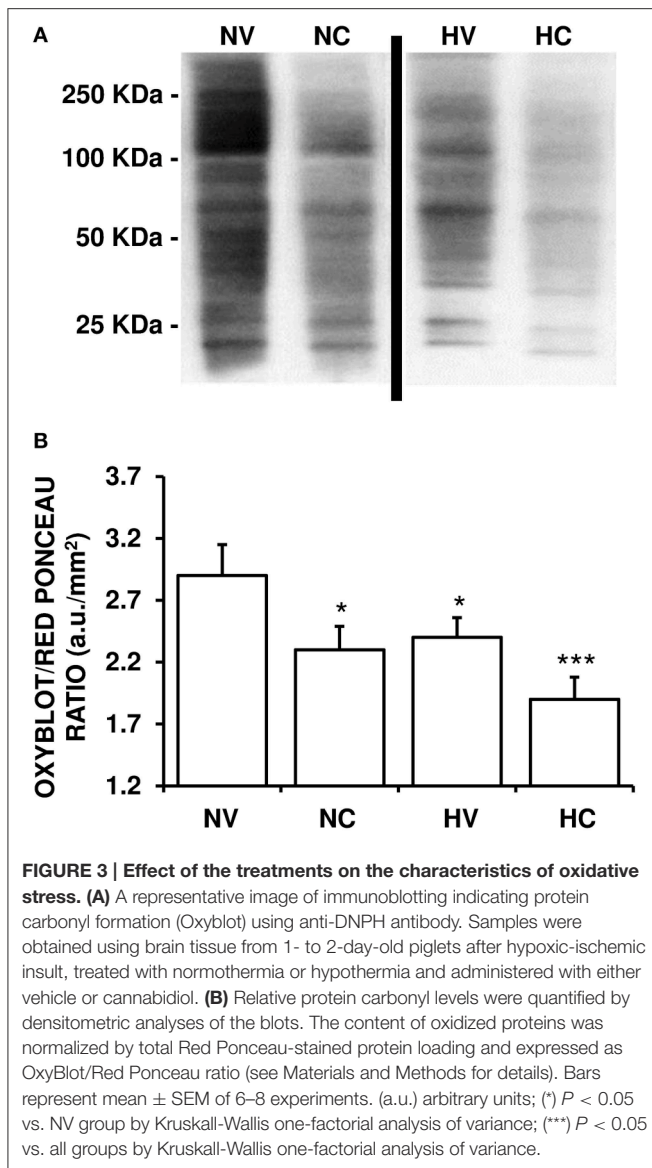 A
NV NC HV HC
250 KDa -
100 KDa -
50 KDa -
25 KDa -
B
OXYBLOT/RED PONCEAU
RATIO (a.u./mm²)
3.7
3.2
2.7
2.2
1.7
1.2
* * ***
NV NC HV HC
FIGURE 3 | Effect of the treatments on the characteristics of oxidative
stress. (A) A representative image of immunoblotting indicating protein
carbonyl formation (Oxyblot) using anti-DNPH antibody. Samples were
obtained using brain tissue from 1- to 2-day-old piglets after hypoxic-ischemic
insult, treated with normothermia or hypothermia and administered with either
vehicle or cannabidiol. (B) Relative protein carbonyl levels were quantified by
densitometric analyses of the blots. The content of oxidized proteins was
normalized by total Red Ponceau-stained protein loading and expressed as
OxyBlot/Red Ponceau ratio (see Materials and Methods for details). Bars
represent mean ± SEM of 6–8 experiments. (a.u.) arbitrary units; (*) P < 0.05
vs. NV group by Kruskall-Wallis one-factorial analysis of variance; (***) P < 0.05
vs. all groups by Kruskall-Wallis one-factorial analysis of variance.